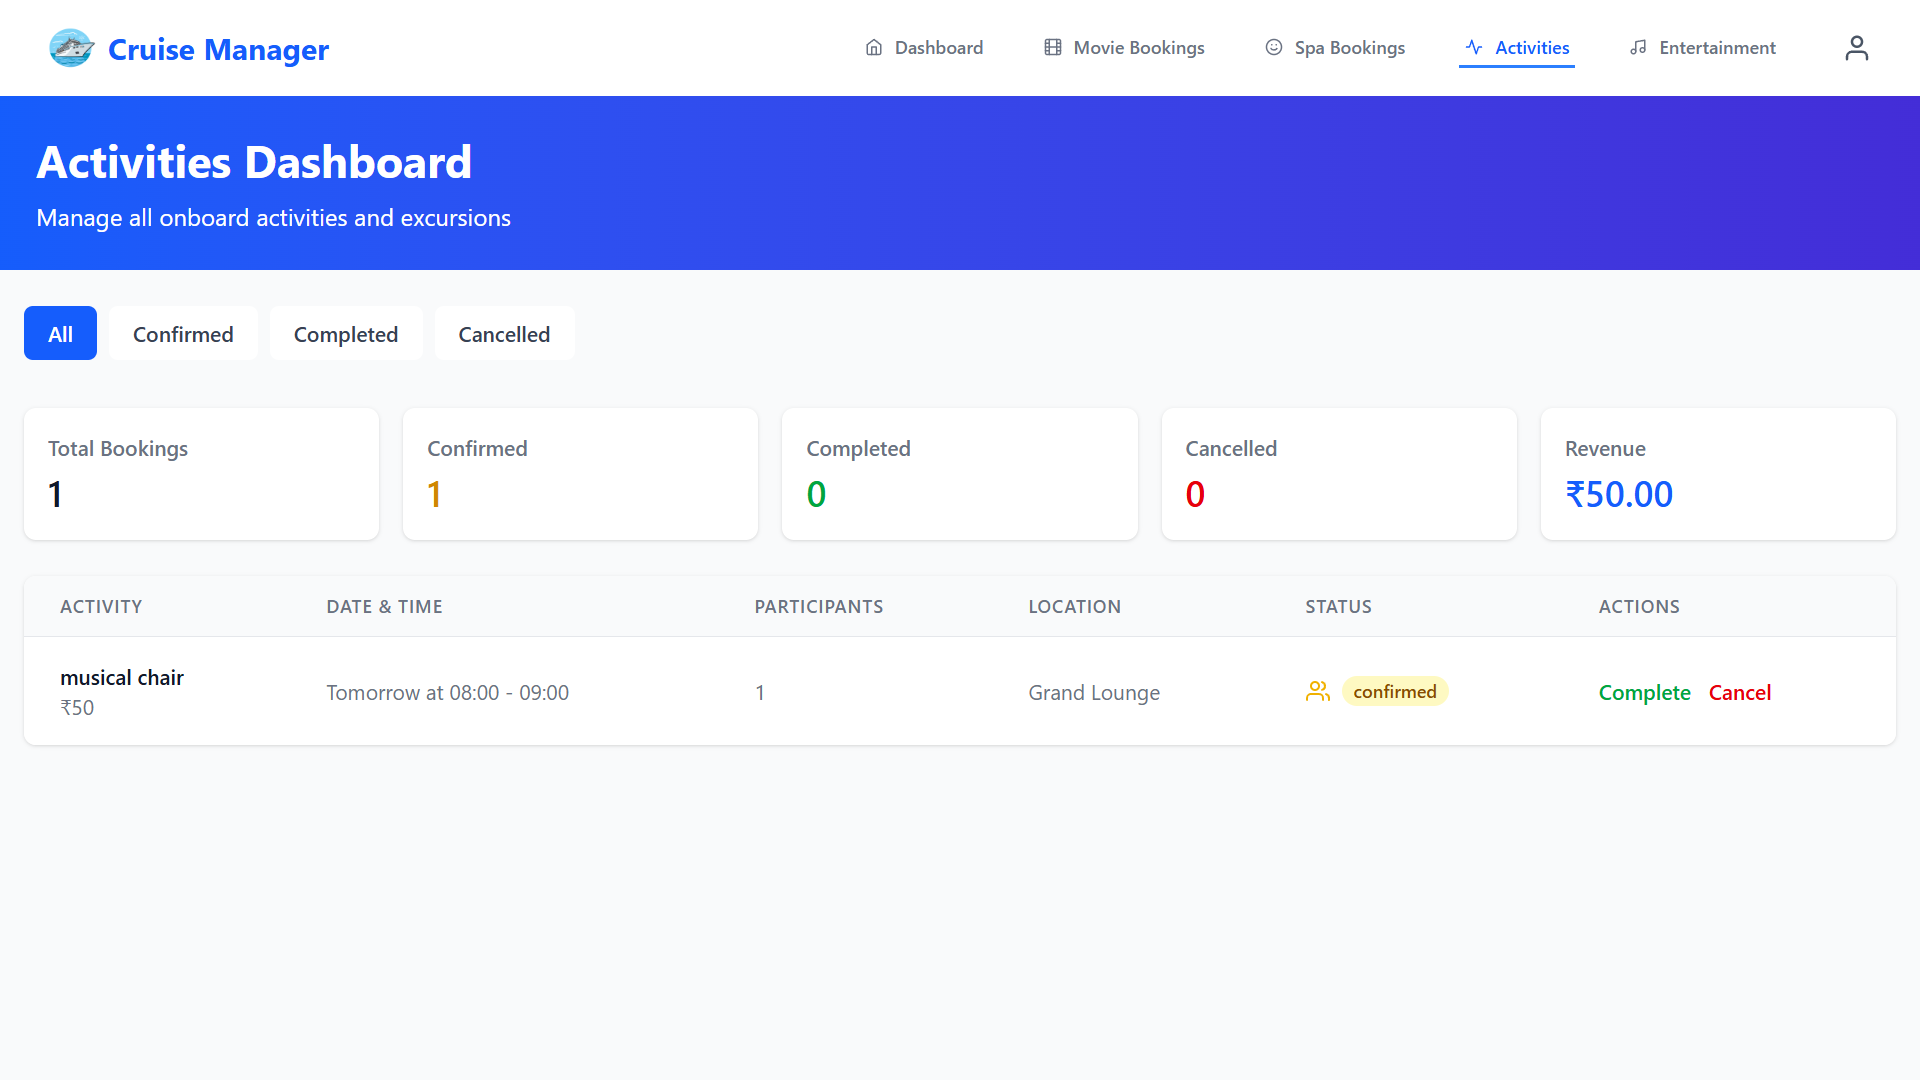 Cruise Manager
Dashboard
Movie Bookings
Spa Bookings
Activities
Entertainment
Activities Dashboard
Manage all onboard activities and excursions
All
Confirmed
Completed
Cancelled
Total Bookings
1
Confirmed
1
Completed
0
Cancelled
0
Revenue
₹50.00
ACTIVITY DATE & TIME PARTICIPANTS LOCATION STATUS ACTIONS
musical chair
₹50
Tomorrow at 08:00 - 09:00
1
Grand Lounge
confirmed
Complete Cancel